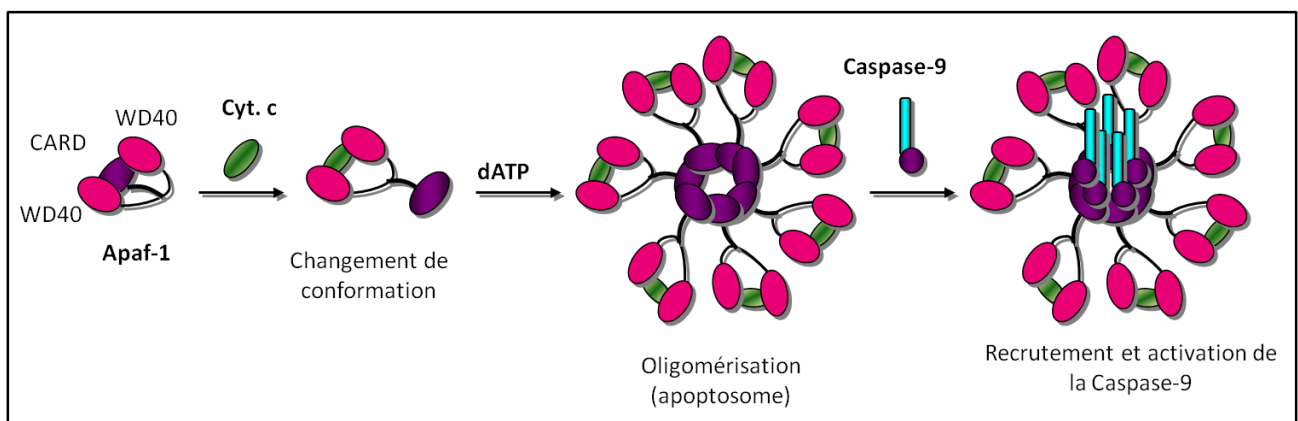 WD40
CARD
WD40
Apaf-1
Cyt. c
Changement de
conformation
dATP
Oligomérisation
(apoptosome)
Caspase-9
Recrutement et activation de
la Caspase-9